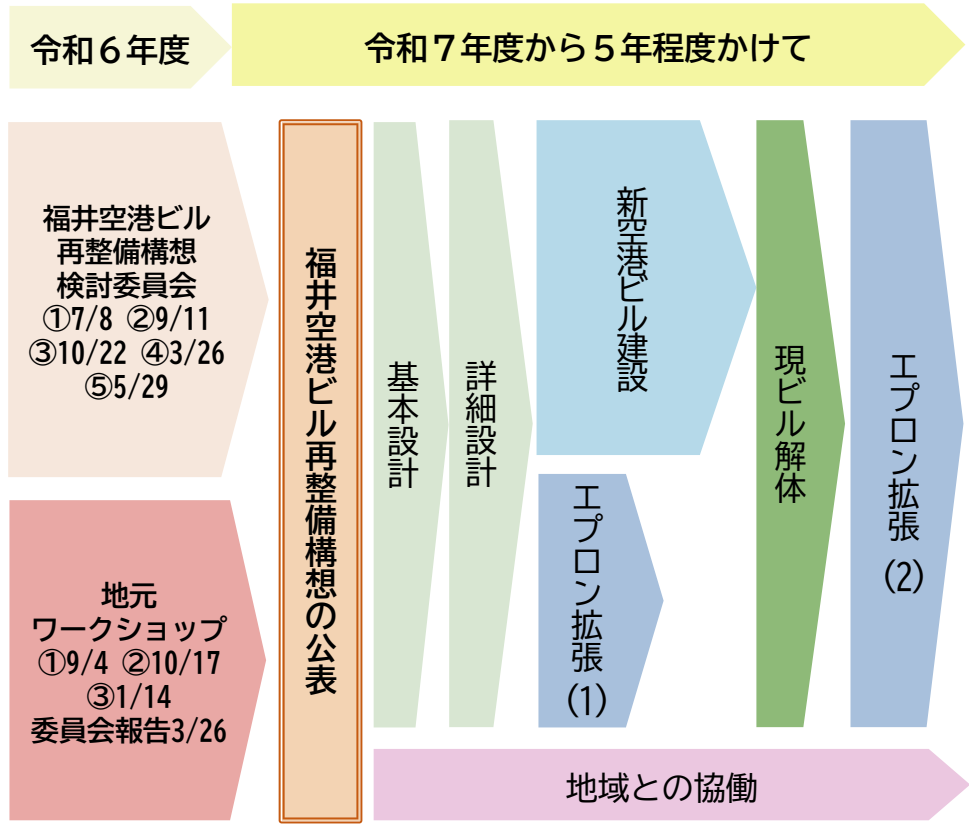 令和６年度
令和７年度から５年程度かけて
福井空港ビル
再整備構想
検討委員会
①7/8 ②9/11
③10/22 ④3/26
⑤5/29
地元
ワークショップ
①9/4 ②10/17
③1/14
委員会報告3/26
福井空港ビル再整備構想の公表
基本設計
詳細設計
新空港ビル建設
エプロン拡張(1)
現ビル解体
エプロン拡張(2)
地域との協働